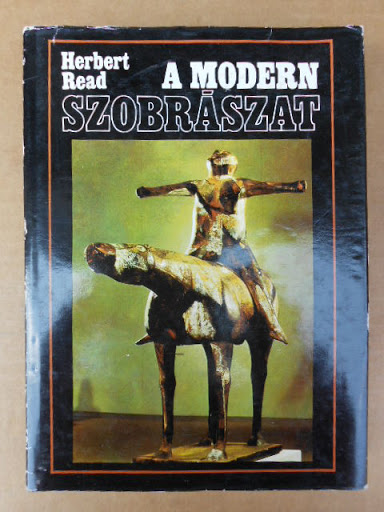 Herbert
Read
A MODERN
SZOBRÁSZAT